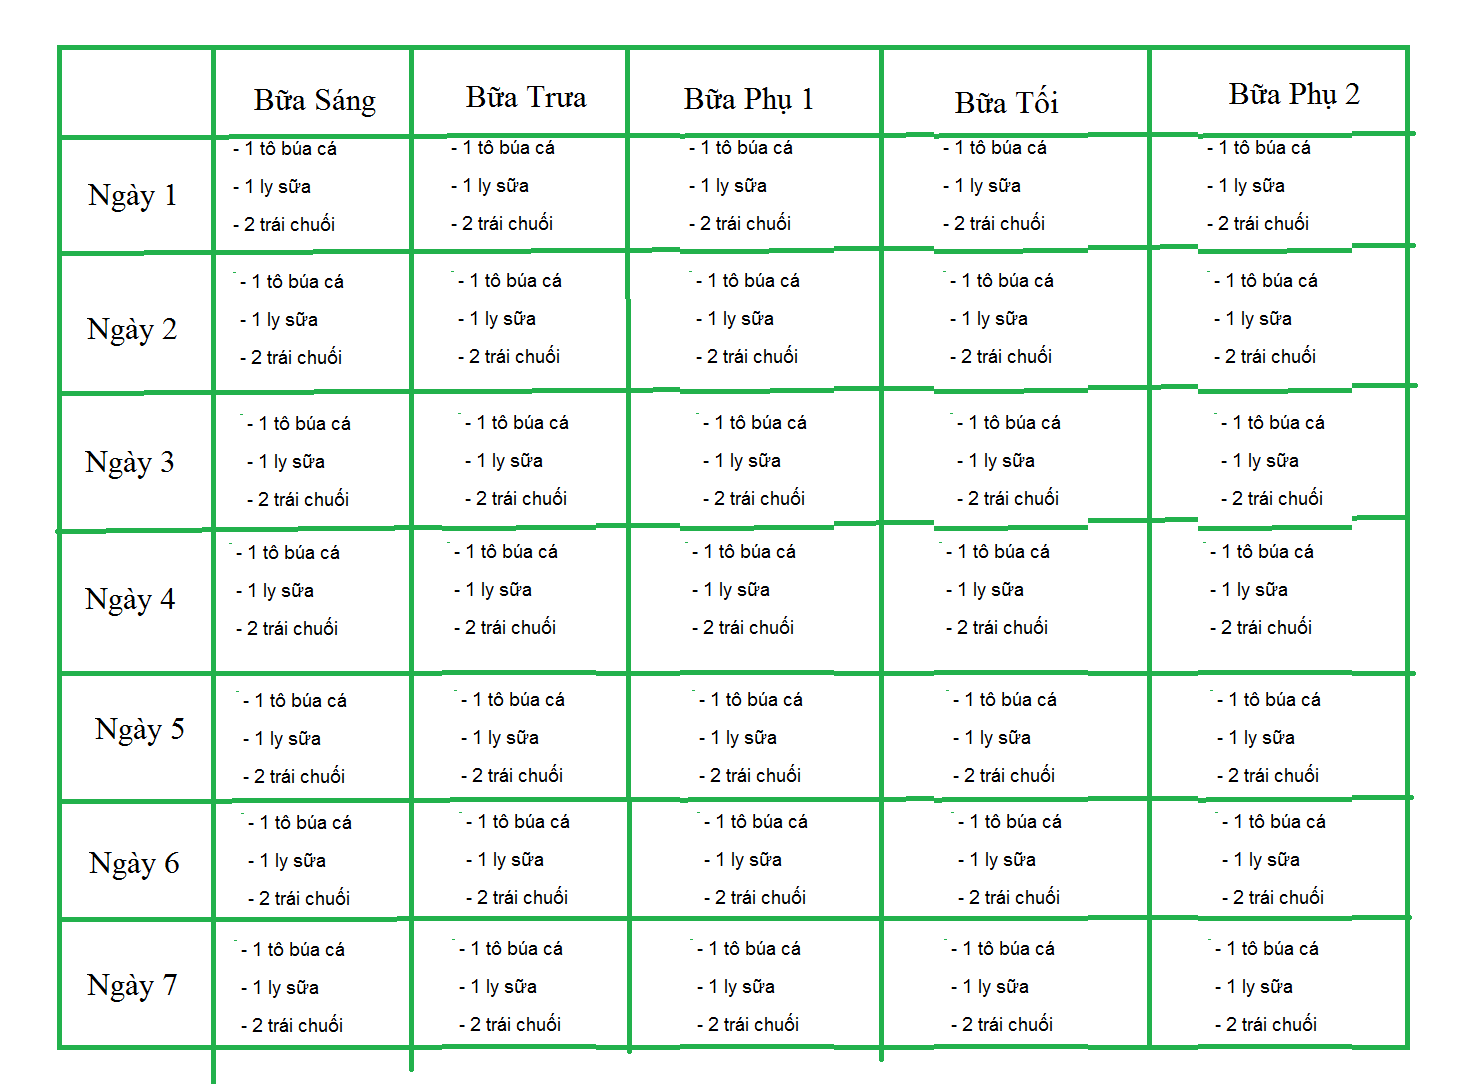 Bữa Sáng Bữa Trưa Bữa Phụ 1 Bữa Tối Bữa Phụ 2
Ngày 1
- 1 tô búa cá - 1 tô búa cá - 1 tô búa cá - 1 tô búa cá - 1 tô búa cá
- 1 ly sữa - 1 ly sữa - 1 ly sữa - 1 ly sữa - 1 ly sữa
- 2 trái chuối - 2 trái chuối - 2 trái chuối - 2 trái chuối - 2 trái chuối
Ngày 2
- 1 tô búa cá - 1 tô búa cá - 1 tô búa cá - 1 tô búa cá - 1 tô búa cá
- 1 ly sữa - 1 ly sữa - 1 ly sữa - 1 ly sữa - 1 ly sữa
- 2 trái chuối - 2 trái chuối - 2 trái chuối - 2 trái chuối - 2 trái chuối
Ngày 3
- 1 tô búa cá - 1 tô búa cá - 1 tô búa cá - 1 tô búa cá - 1 tô búa cá
- 1 ly sữa - 1 ly sữa - 1 ly sữa - 1 ly sữa - 1 ly sữa
- 2 trái chuối - 2 trái chuối - 2 trái chuối - 2 trái chuối - 2 trái chuối
Ngày 4
- 1 tô búa cá - 1 tô búa cá - 1 tô búa cá - 1 tô búa cá - 1 tô búa cá
- 1 ly sữa - 1 ly sữa - 1 ly sữa - 1 ly sữa - 1 ly sữa
- 2 trái chuối - 2 trái chuối - 2 trái chuối - 2 trái chuối - 2 trái chuối
Ngày 5
- 1 tô búa cá - 1 tô búa cá - 1 tô búa cá - 1 tô búa cá - 1 tô búa cá
- 1 ly sữa - 1 ly sữa - 1 ly sữa - 1 ly sữa - 1 ly sữa
- 2 trái chuối - 2 trái chuối - 2 trái chuối - 2 trái chuối - 2 trái chuối
Ngày 6
- 1 tô búa cá - 1 tô búa cá - 1 tô búa cá - 1 tô búa cá - 1 tô búa cá
- 1 ly sữa - 1 ly sữa - 1 ly sữa - 1 ly sữa - 1 ly sữa
- 2 trái chuối - 2 trái chuối - 2 trái chuối - 2 trái chuối - 2 trái chuối
Ngày 7
- 1 tô búa cá - 1 tô búa cá - 1 tô búa cá - 1 tô búa cá - 1 tô búa cá
- 1 ly sữa - 1 ly sữa - 1 ly sữa - 1 ly sữa - 1 ly sữa
- 2 trái chuối - 2 trái chuối - 2 trái chuối - 2 trái chuối - 2 trái chuối